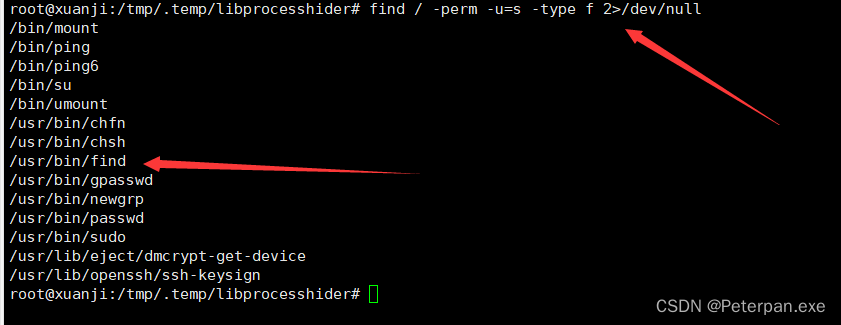 root@xuanji:/tmp/.temp/libprocesshider# find / -perm -u=s -type f 2>/dev/null
/bin/mount
/bin/ping
/bin/ping6
/bin/su
/bin/umount
/usr/bin/chfn
/usr/bin/chsh
/usr/bin/find
/usr/bin/gpasswd
/usr/bin/newgrp
/usr/bin/passwd
/usr/bin/sudo
/usr/lib/eject/dmcrypt-get-device
/usr/lib/openssh/ssh-keysign
root@xuanji:/tmp/.temp/libprocesshider#
CSDN @Peterpan.exe